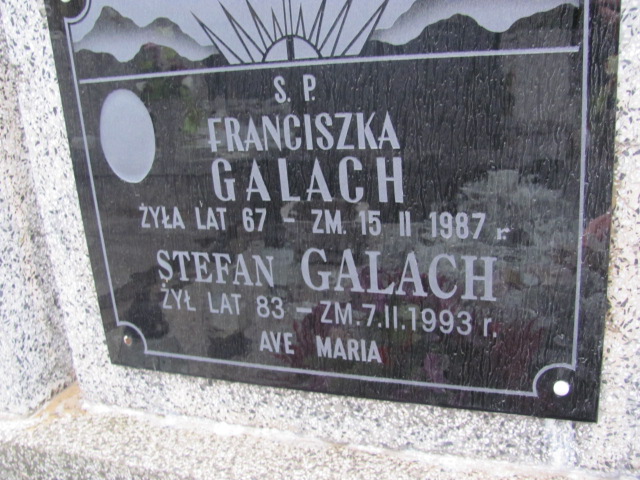 S. P.
FRANCISZKA
GALACH
ŻYŁA LAT 67 – ZM. 15 II 1987 r.
STEFAN GALACH
ŻYŁ LAT 83 – ZM. 7.II.1993 r.
AVE MARIA